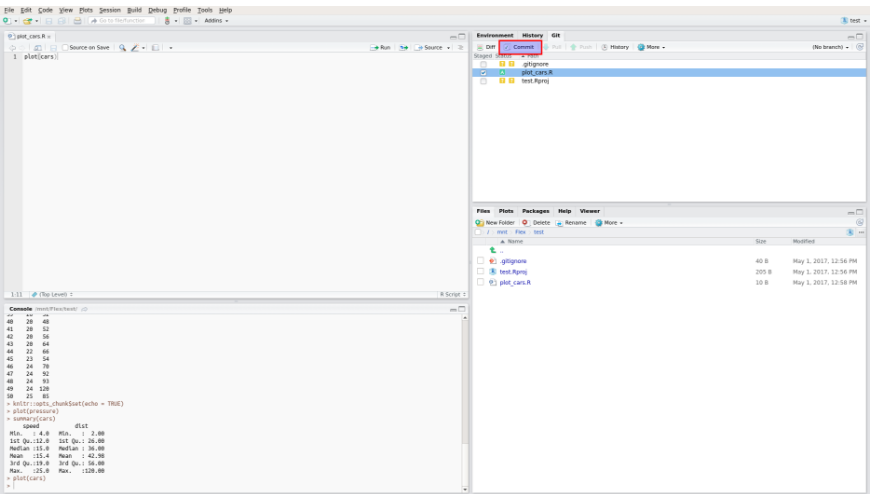 File Edit Code View Plots Session Build Debug Profile Tools Help
Go to file/function Addins test
plot_cars.R
Source on Save Run Source
1 plot(cars)
1:11 (Top Level) R Script
Console /mnt/Flex/test/
40 20 48
41 20 52
42 20 56
43 20 64
44 22 66
45 23 54
46 24 70
47 24 92
48 24 93
49 24 120
50 25 85
> knitr::opts_chunk$set(echo = TRUE)
> plot(pressure)
> summary(cars)
speed dist
Min. : 4.0 Min. : 2.00
1st Qu.:12.0 1st Qu.: 26.00
Median :15.0 Median : 36.00
Mean :15.4 Mean : 42.98
3rd Qu.:19.0 3rd Qu.: 56.00
Max. :25.0 Max. :120.00
> plot(cars)
>
Environment History Git
Diff Commit Pull Push History More (No branch)
Staged Status Path
.gitignore
plot_cars.R
test.Rproj
Files Plots Packages Help Viewer
New Folder Delete Rename More
/ mnt Flex test
Name Size Modified
..
.gitignore 40 B May 1, 2017, 12:56 PM
test.Rproj 205 B May 1, 2017, 12:56 PM
plot_cars.R 10 B May 1, 2017, 12:58 PM